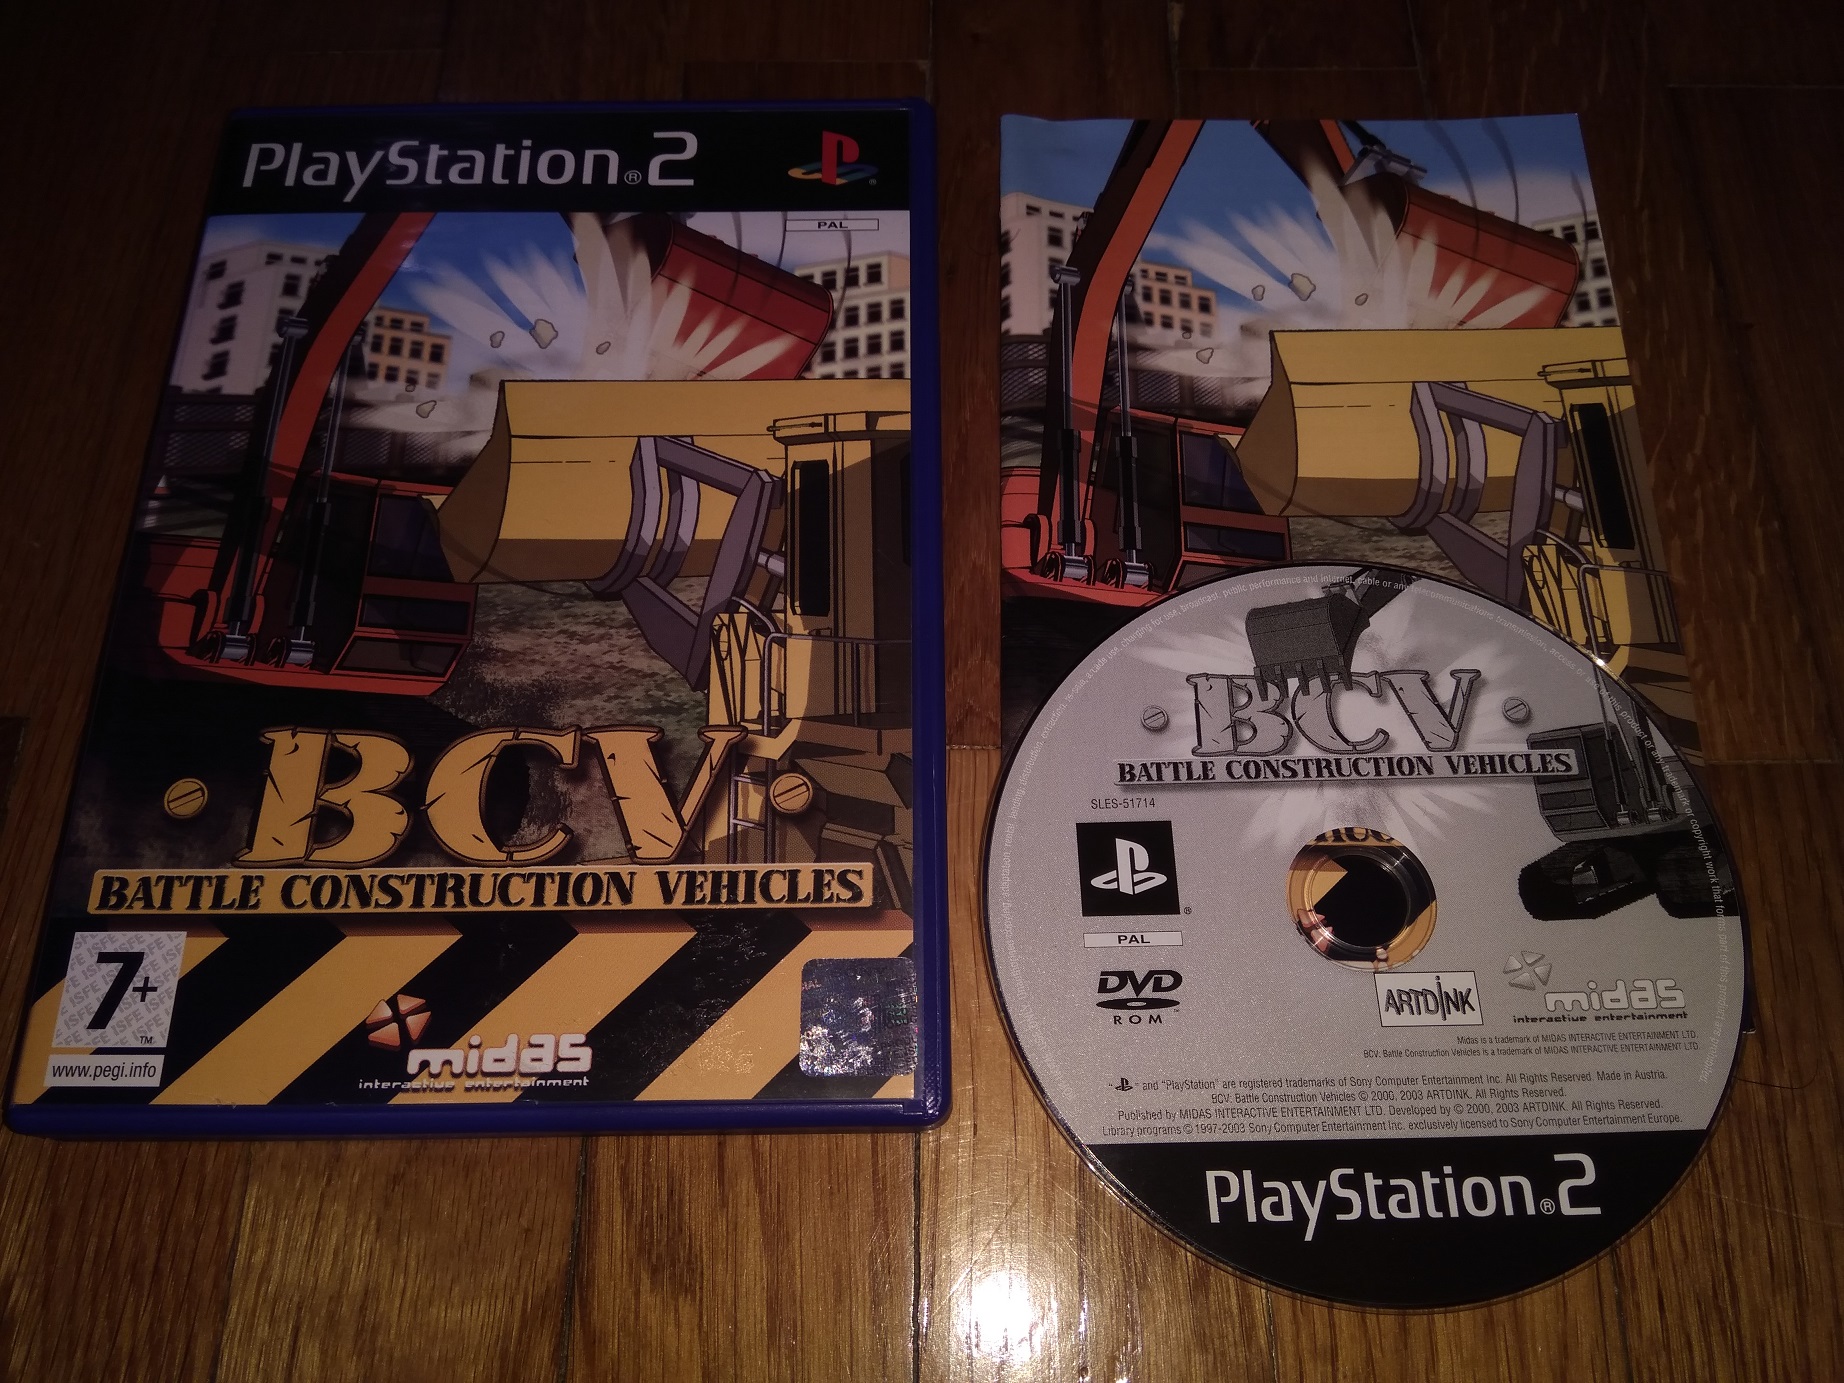 PlayStation®2
PAL
BCV
BATTLE CONSTRUCTION VEHICLES
7+
TM
www.pegi.info
midas
interactive entertainment
BCV
BATTLE CONSTRUCTION VEHICLES
SLES-51714
PAL
DVD
ROM
ARTDINK
midas
interactive entertainment
Midas is a trademark of MIDAS INTERACTIVE ENTERTAINMENT LTD.
BCV: Battle Construction Vehicles is a trademark of MIDAS INTERACTIVE ENTERTAINMENT LTD.
" " and "PlayStation" are registered trademarks of Sony Computer Entertainment Inc. All Rights Reserved. Made in Austria.
BCV: Battle Construction Vehicles © 2000, 2003 ARTDINK. All Rights Reserved.
Published by MIDAS INTERACTIVE ENTERTAINMENT LTD. Developed by © 2000, 2003 ARTDINK. All Rights Reserved.
Library programs © 1997-2003 Sony Computer Entertainment Inc. exclusively licensed to Sony Computer Entertainment Europe.
PlayStation®2